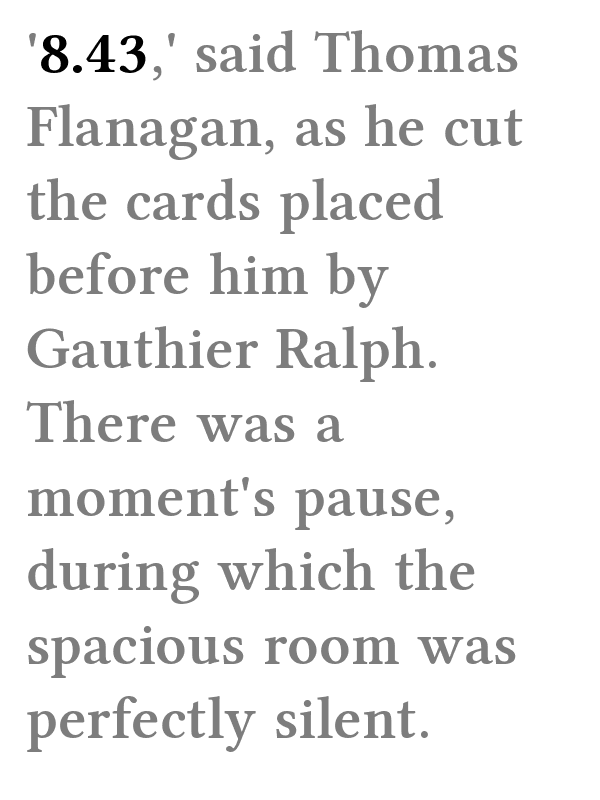 '8.43,' said Thomas
Flanagan, as he cut
the cards placed
before him by
Gauthier Ralph.
There was a
moment's pause,
during which the
spacious room was
perfectly silent.